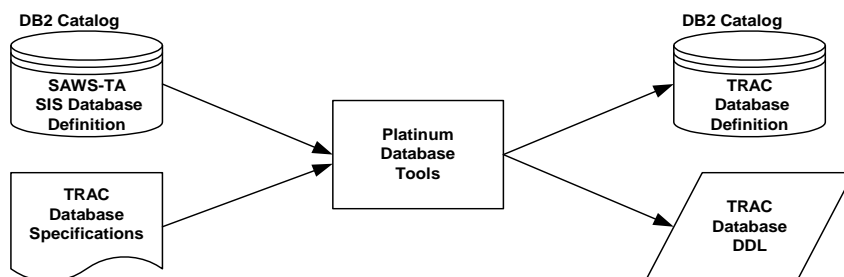 DB2 Catalog
SAWS-TA
SIS Database
Definition
TRAC
Database
Specifications
Platinum
Database
Tools
DB2 Catalog
TRAC
Database
Definition
TRAC
Database
DDL